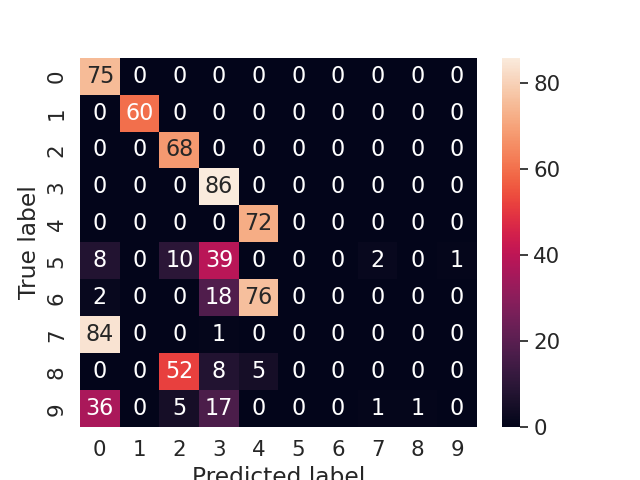 0 75 0 0 0 0 0 0 0 0 0
1 0 60 0 0 0 0 0 0 0 0
2 0 0 68 0 0 0 0 0 0 0
3 0 0 0 86 0 0 0 0 0 0
4 0 0 0 0 72 0 0 0 0 0
5 8 0 10 39 0 0 0 2 0 1
6 2 0 0 18 76 0 0 0 0 0
7 84 0 0 1 0 0 0 0 0 0
8 0 0 52 8 5 0 0 0 0 0
9 36 0 5 17 0 0 0 1 1 0
0 1 2 3 4 5 6 7 8 9
True label
Predicted label
80
60
40
20
0